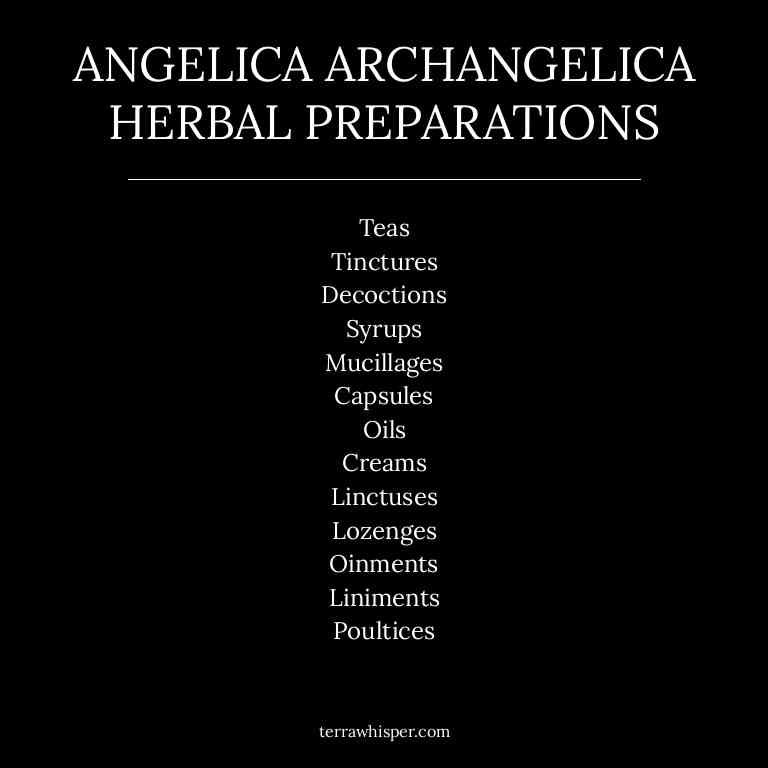 ANGELICA ARCHANGELICA
HERBAL PREPARATIONS
Teas
Tinctures
Decoctions
Syrups
Mucillages
Capsules
Oils
Creams
Linctuses
Lozenges
Oinments
Liniments
Poultices
terrawhisper.com